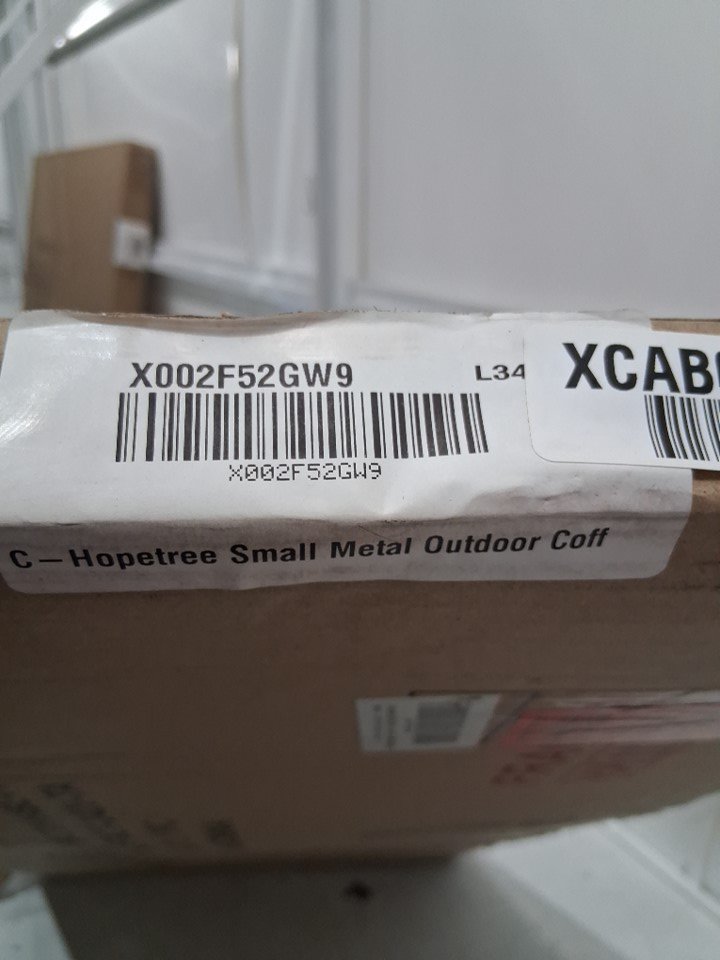 X002F52GW9
L34
XCAB
X002F52GW9
C-Hopetree Small Metal Outdoor Coff